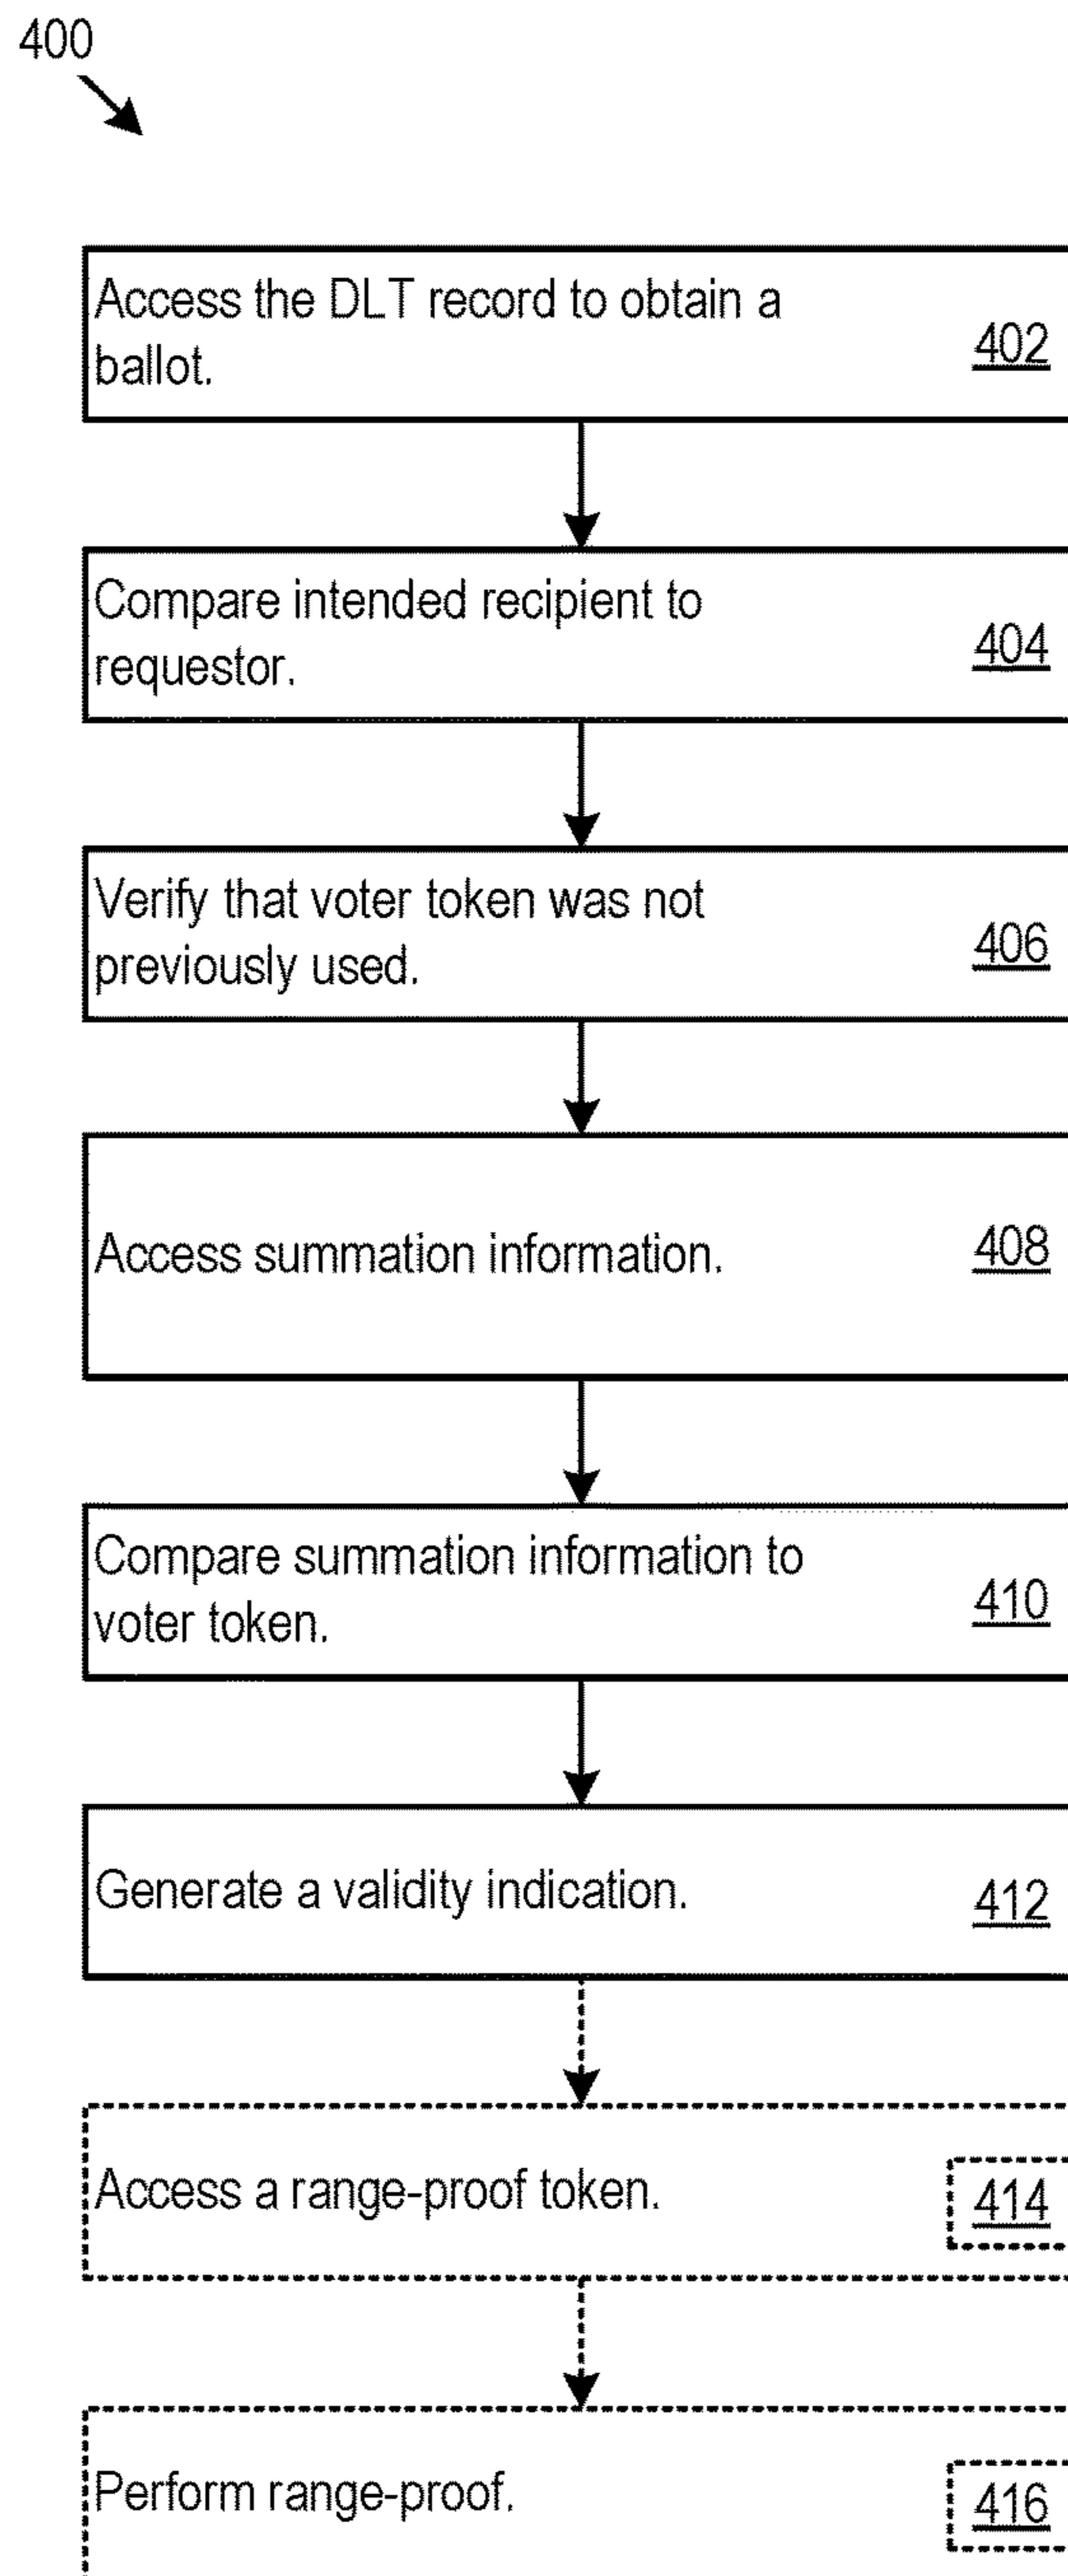 400
Access the DLT record to obtain a
ballot.
402
Compare intended recipient to
requestor.
404
Verify that voter token was not
previously used.
406
Access summation information.
408
Compare summation information to
voter token.
410
Generate a validity indication.
412
Access a range-proof token.
414
Perform range-proof.
416